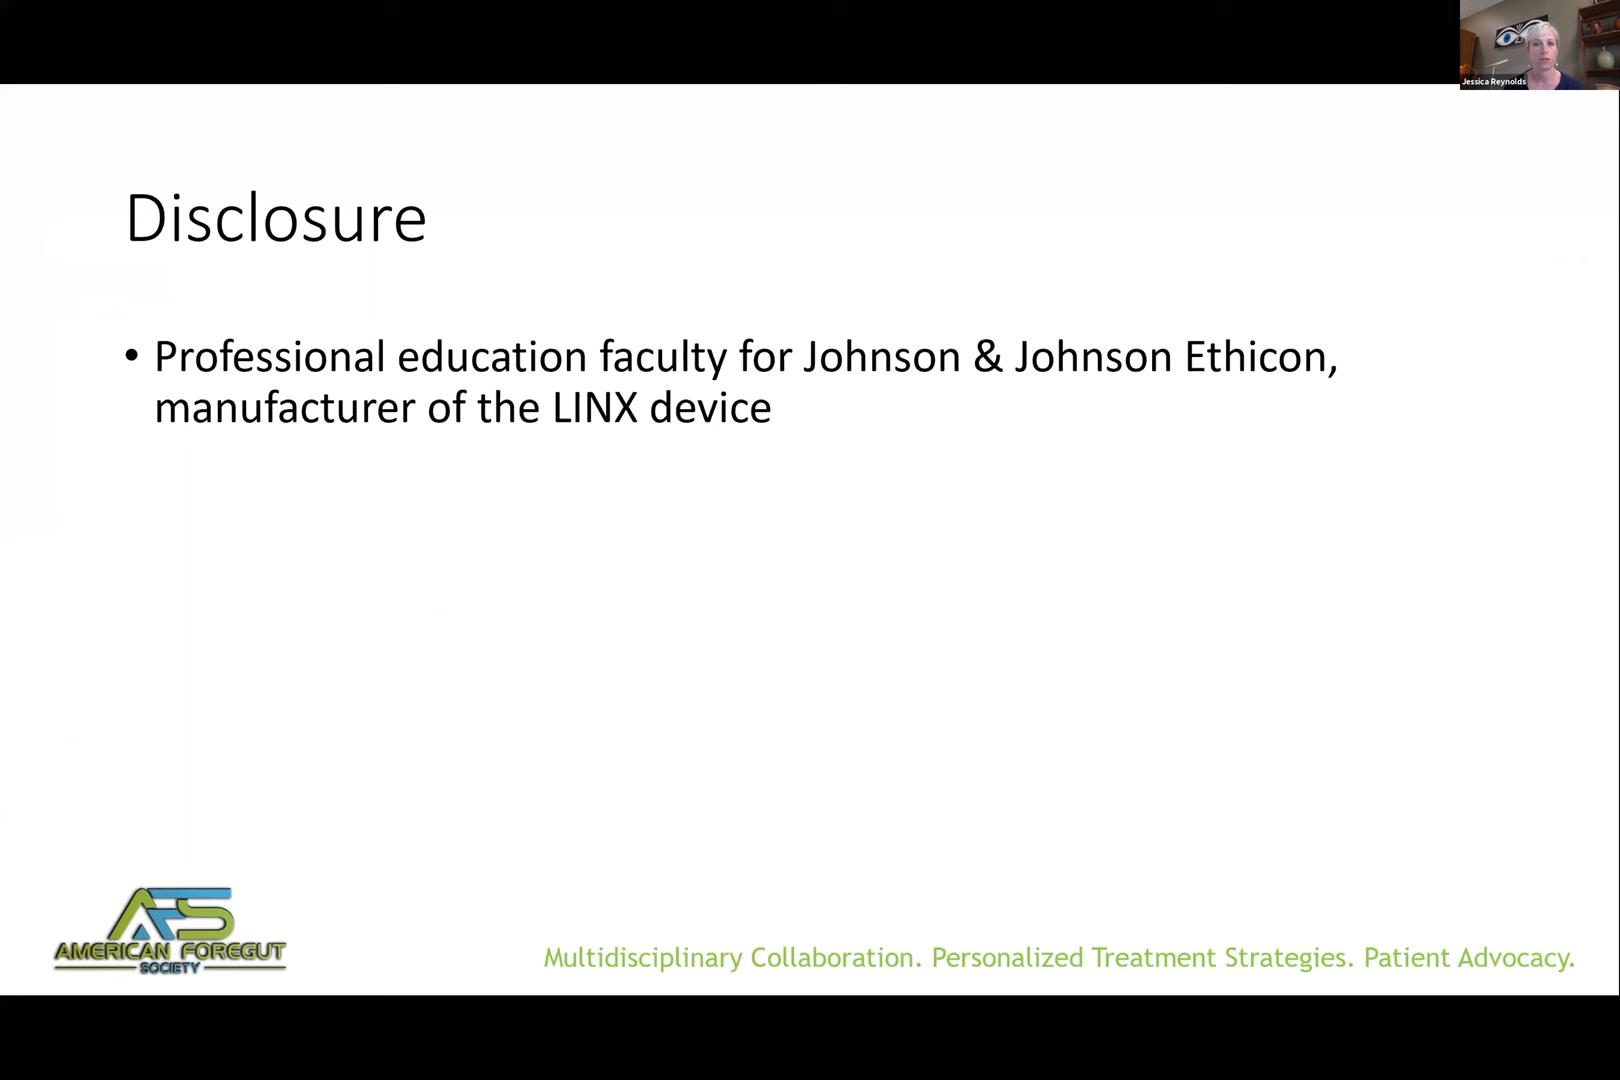 Jessica Reynolds
Disclosure
• Professional education faculty for Johnson & Johnson Ethicon,
manufacturer of the LINX device
AFS
AMERICAN FOREGUT
SOCIETY
Multidisciplinary Collaboration. Personalized Treatment Strategies. Patient Advocacy.